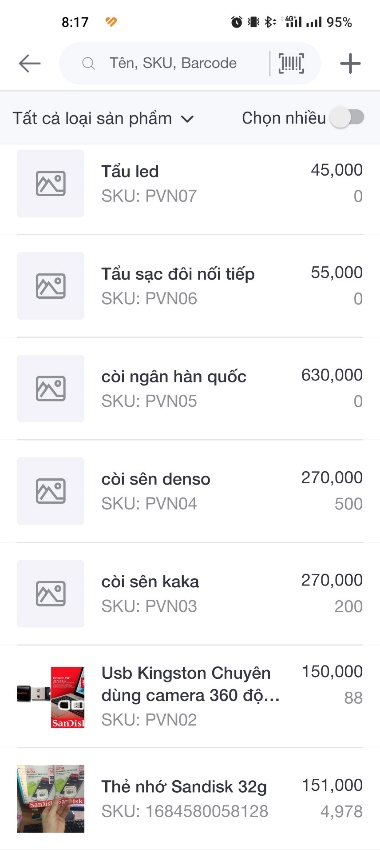 8:17
4G
95%
Tên, SKU, Barcode
Tất cả loại sản phẩm
Chọn nhiều
Tẩu led
45,000
SKU: PVN07
0
Tẩu sạc đôi nối tiếp
55,000
SKU: PVN06
0
còi ngân hàn quốc
630,000
SKU: PVN05
0
còi sên denso
270,000
SKU: PVN04
500
còi sên kaka
270,000
SKU: PVN03
200
Usb Kingston Chuyên
150,000
dùng camera 360 độ...
88
SKU: PVN02
SanDisk
Thẻ nhớ Sandisk 32g
151,000
SKU: 1684580058128
4,978
SanDisk